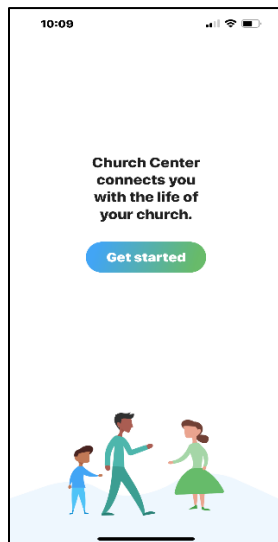 10:09
Church Center
connects you
with the life of
your church.
Get started